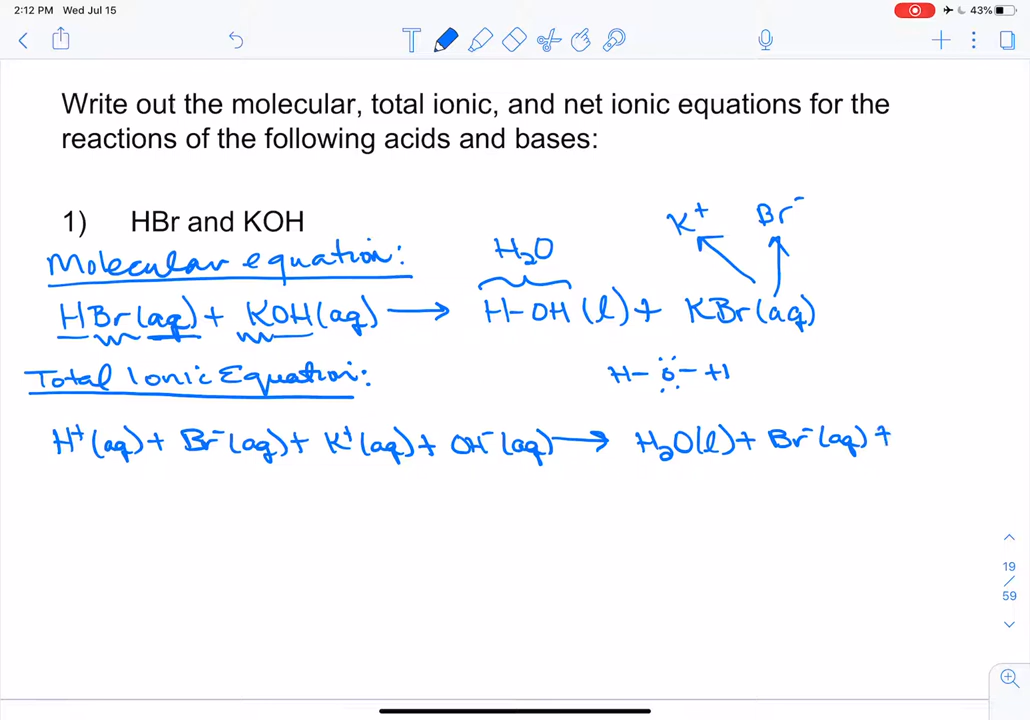 2:12 PM Wed Jul 15
43%
T
Write out the molecular, total ionic, and net ionic equations for the
reactions of the following acids and bases:
1) HBr and KOH
K⁺ Br⁻
Molecular equation: H₂O
HBr(aq) + KOH(aq) ⟶ H-OH(l) + KBr(aq)
Total Ionic Equation: H-Ö-H
H⁺(aq) + Br⁻(aq) + K⁺(aq) + OH⁻(aq) ⟶ H₂O(l) + Br⁻(aq) +
19
/
59